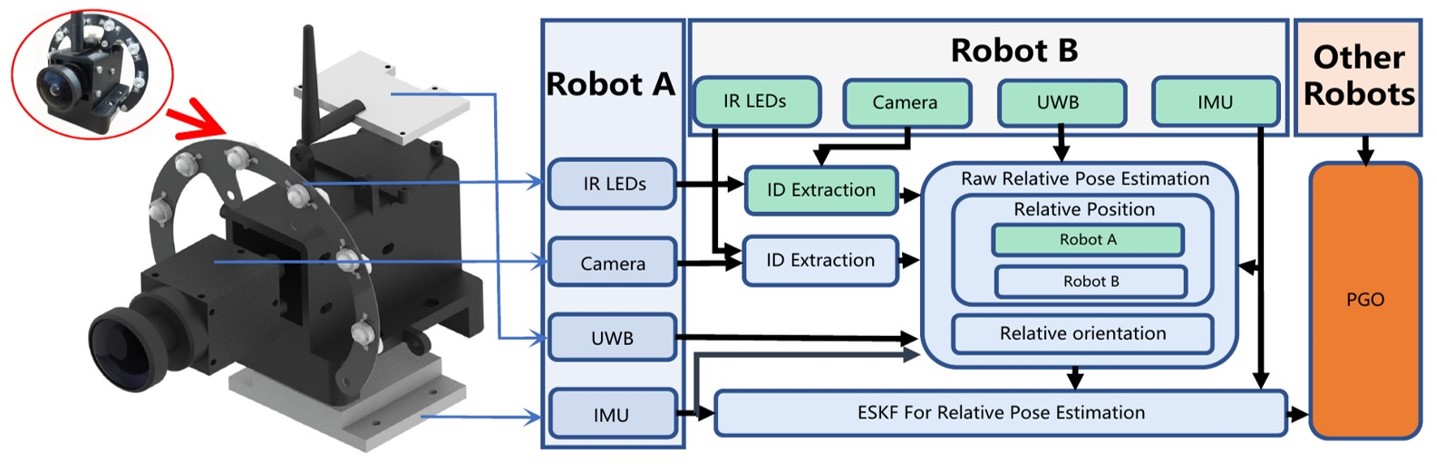 Robot A
IR LEDs
Camera
UWB
IMU
Robot B
IR LEDs
Camera
UWB
IMU
ID Extraction
ID Extraction
Raw Relative Pose Estimation
Relative Position
Robot A
Robot B
Relative orientation
ESKF For Relative Pose Estimation
Other
Robots
PGO